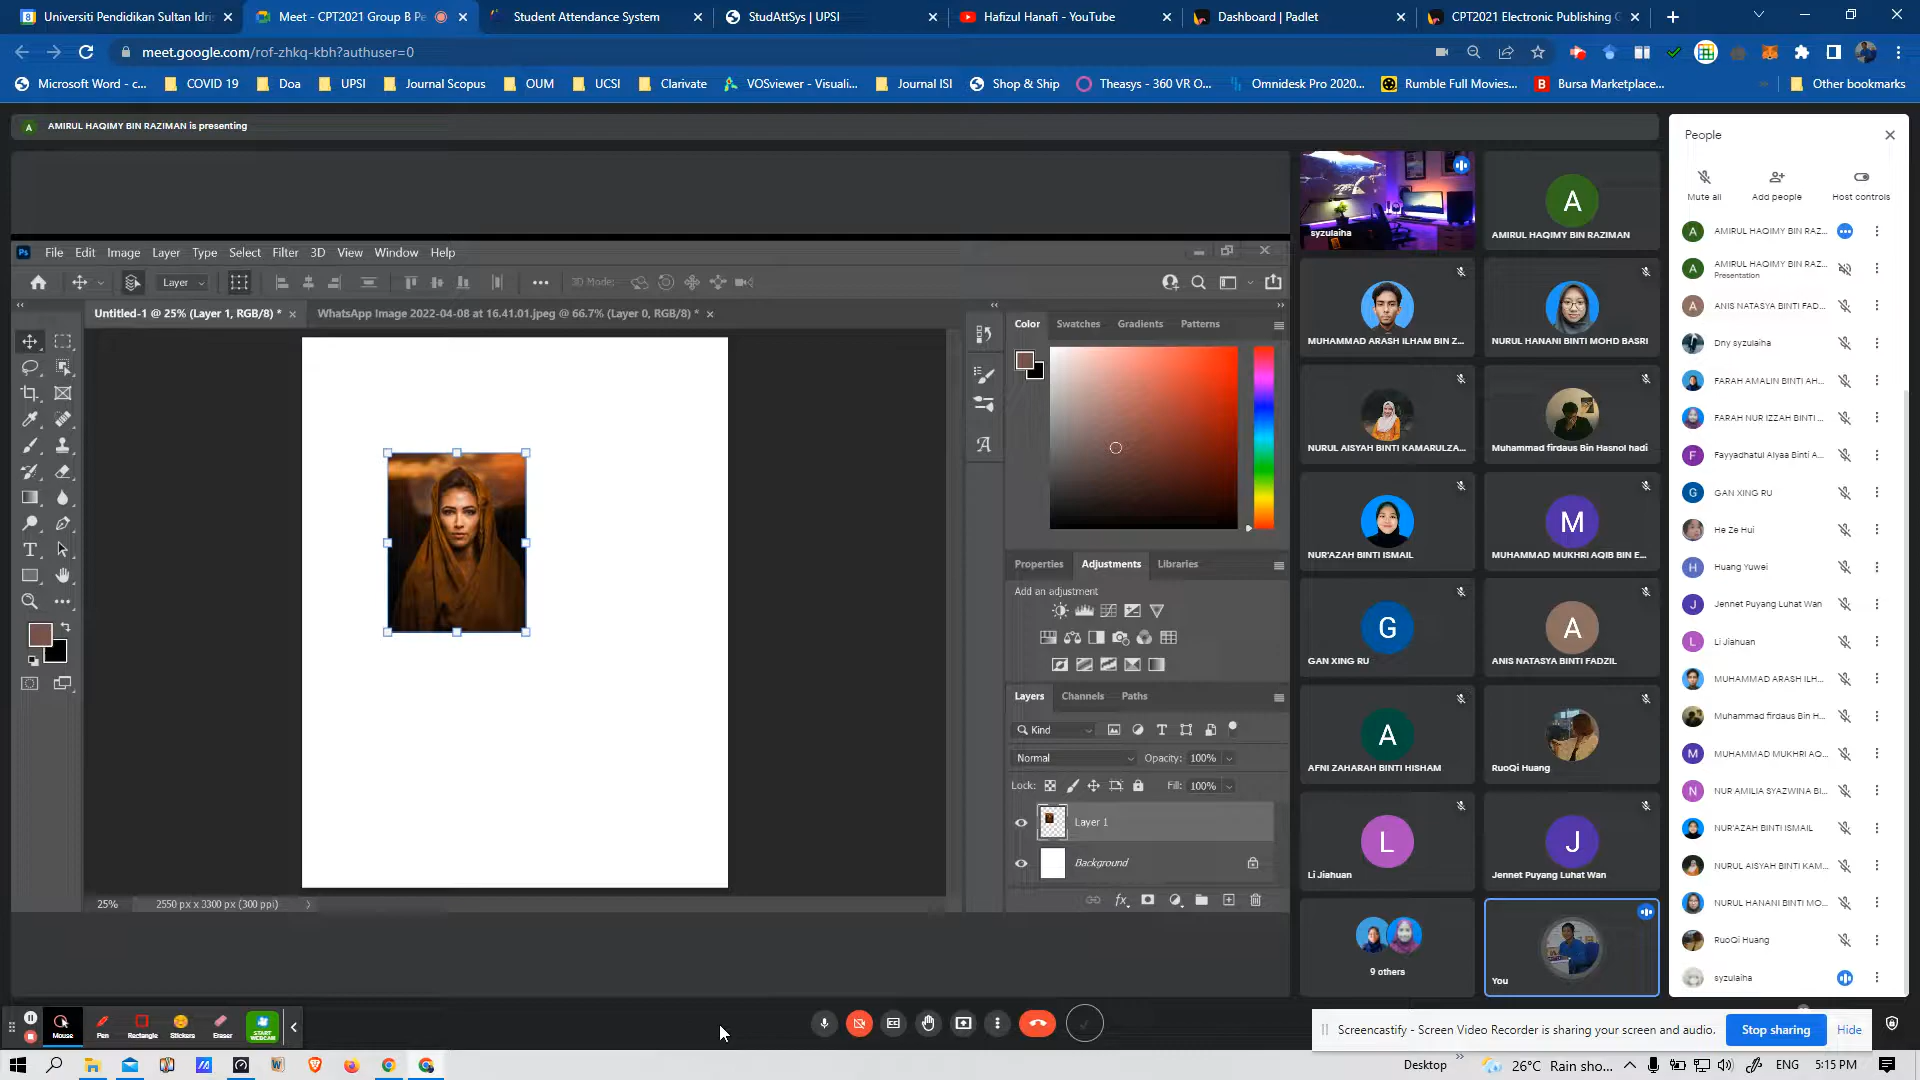 Universiti Pendidikan Sultan Idris
Meet - CPT2021 Group B Pe
Student Attendance System
StudAttSys | UPSI
Hafizul Hanafi - YouTube
Dashboard | Padlet
CPT2021 Electronic Publishing G
meet.google.com/rof-zhkq-kbh?authuser=0
Microsoft Word - c...
COVID 19
Doa
UPSI
Journal Scopus
OUM
UCSI
Clarivate
VOSviewer - Visuali...
Journal ISI
Shop & Ship
Theasys - 360 VR O...
Omnidesk Pro 2020...
Rumble Full Movies...
Bursa Marketplace...
Other bookmarks
A
AMIRUL HAQIMY BIN RAZIMAN is presenting
Ps
File
Edit
Image
Layer
Type
Select
Filter
3D
View
Window
Help
Layer
3D Mode:
Untitled-1 @ 25% (Layer 1, RGB/8) *
WhatsApp Image 2022-04-08 at 16.41.01.jpeg @ 66.7% (Layer 0, RGB/8) *
Color
Swatches
Gradients
Patterns
Properties
Adjustments
Libraries
Add an adjustment
Layers
Channels
Paths
Kind
Normal
Opacity: 100%
Lock:
Fill: 100%
Layer 1
Background
25%
2550 px x 3300 px (300 ppi)
syzulaiha
A
AMIRUL HAQIMY BIN RAZIMAN
MUHAMMAD ARASH ILHAM BIN Z...
NURUL HANANI BINTI MOHD BASRI
NURUL AISYAH BINTI KAMARULZA...
Muhammad firdaus Bin Hasnol hadi
NUR'AZAH BINTI ISMAIL
M
MUHAMMAD MUKHRI AQIB BIN E...
G
GAN XING RU
A
ANIS NATASYA BINTI FADZIL
A
AFNI ZAHARAH BINTI HISHAM
RuoQi Huang
L
Li Jiahuan
J
Jennet Puyang Luhat Wan
9 others
You
People
Mute all
Add people
Host controls
A
AMIRUL HAQIMY BIN RAZ...
A
AMIRUL HAQIMY BIN RAZ...
Presentation
A
ANIS NATASYA BINTI FAD...
Dny syzulaiha
FARAH AMALIN BINTI AH...
FARAH NUR IZZAH BINTI ...
F
Fayyadhatul Alyaa Binti A...
G
GAN XING RU
He Ze Hui
H
Huang Yuwei
J
Jennet Puyang Luhat Wan
L
Li Jiahuan
MUHAMMAD ARASH ILH...
Muhammad firdaus Bin H...
M
MUHAMMAD MUKHRI AQ...
N
NUR AMILIA SYAZWINA BI...
NUR'AZAH BINTI ISMAIL
NURUL AISYAH BINTI KAM...
NURUL HANANI BINTI MO...
RuoQi Huang
syzulaiha
Mouse
Pen
Rectangle
Stickers
Eraser
START WEBCAM
Screencastify - Screen Video Recorder is sharing your screen and audio.
Stop sharing
Hide
Desktop
26°C
Rain sho...
ENG
5:15 PM